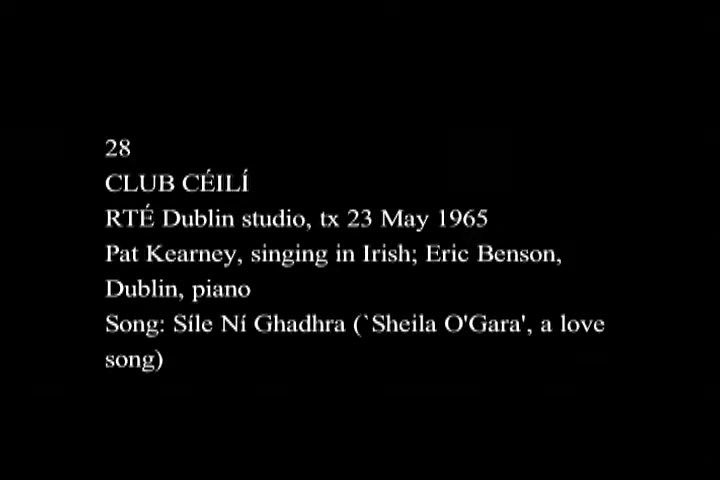 28
CLUB CÉILÍ
RTÉ Dublin studio, tx 23 May 1965
Pat Kearney, singing in Irish; Eric Benson,
Dublin, piano
Song: Síle Ní Ghadhra (`Sheila O'Gara', a love
song)